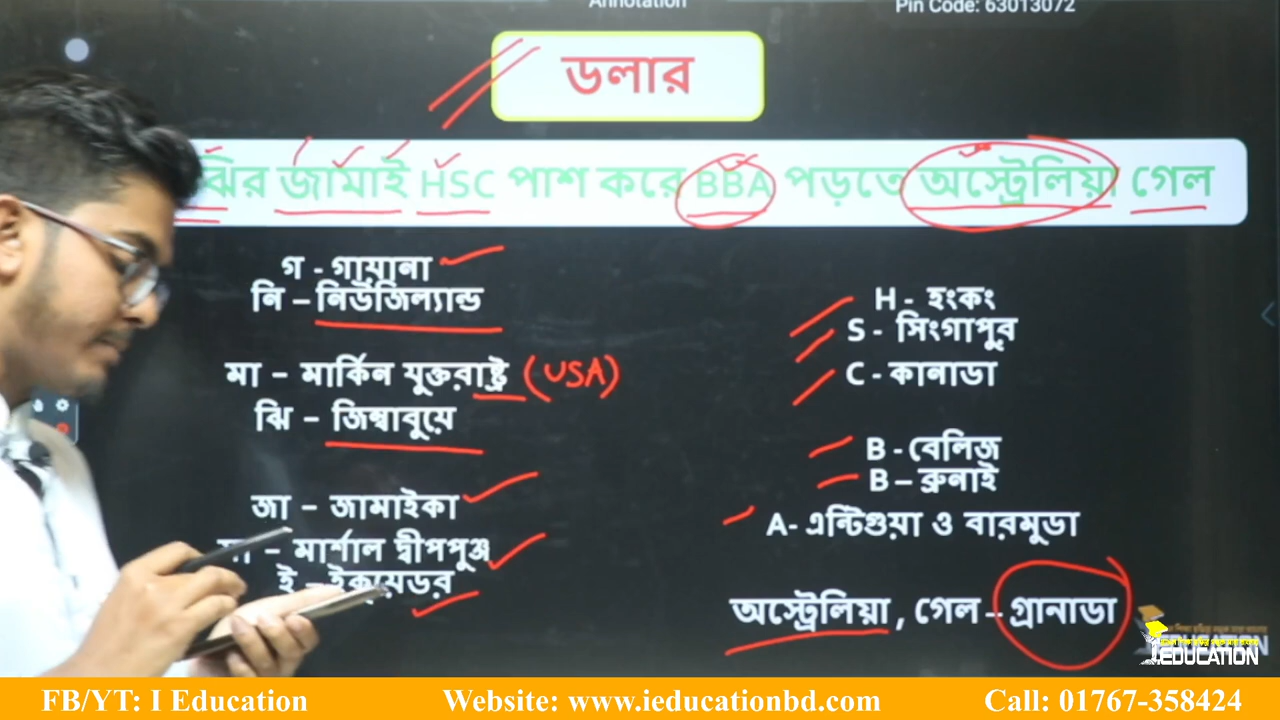 Annotation
Pin Code: 63013072
ডলার
ঝির জামাই HSC পাশ করে BBA পড়তে অস্ট্রেলিয়া গেল
গ - গায়ানা
নি – নিউজিল্যান্ড
মা – মার্কিন যুক্তরাষ্ট্র (USA)
ঝি – জিম্বাবুয়ে
জা – জামাইকা
– মার্শাল দ্বীপপুঞ্জ
ই – ইকুয়েডর
H - হংকং
S - সিংগাপুর
C - কানাডা
B - বেলিজ
B – ব্রুনাই
A- এন্টিগুয়া ও বারমুডা
অস্ট্রেলিয়া , গেল – গ্রানাডা
EDUCATION
FB/YT: I Education Website: www.ieducationbd.com Call: 01767-358424